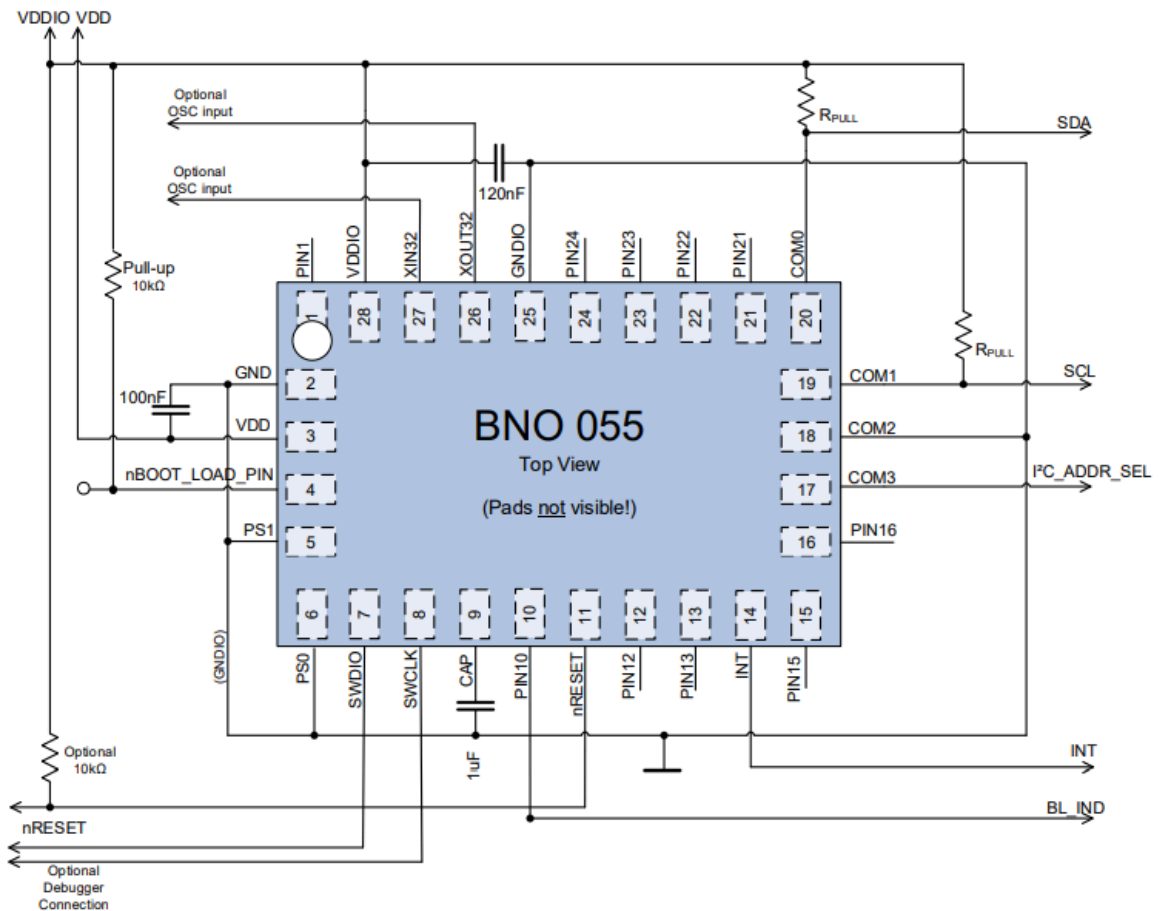 VDDIO VDD
Optional
OSC input
Optional
OSC input
120nF
RPULL
SDA
Pull-up
10kΩ
RPULL
SCL
PIN1
VDDIO
XIN32
XOUT32
GNDIO
PIN24
PIN23
PIN22
PIN21
COM0
1
28
27
26
25
24
23
22
21
20
100nF
GND
VDD
nBOOT_LOAD_PIN
PS1
2
3
4
5
BNO 055
Top View
(Pads not visible!)
19
18
17
16
COM1
COM2
COM3
I²C_ADDR_SEL
PIN16
6
7
8
9
10
11
12
13
14
15
(GNDIO)
PS0
SWDIO
SWCLK
CAP
PIN10
nRESET
PIN12
PIN13
INT
PIN15
1uF
Optional
10kΩ
INT
BL_IND
nRESET
Optional
Debugger
Connection